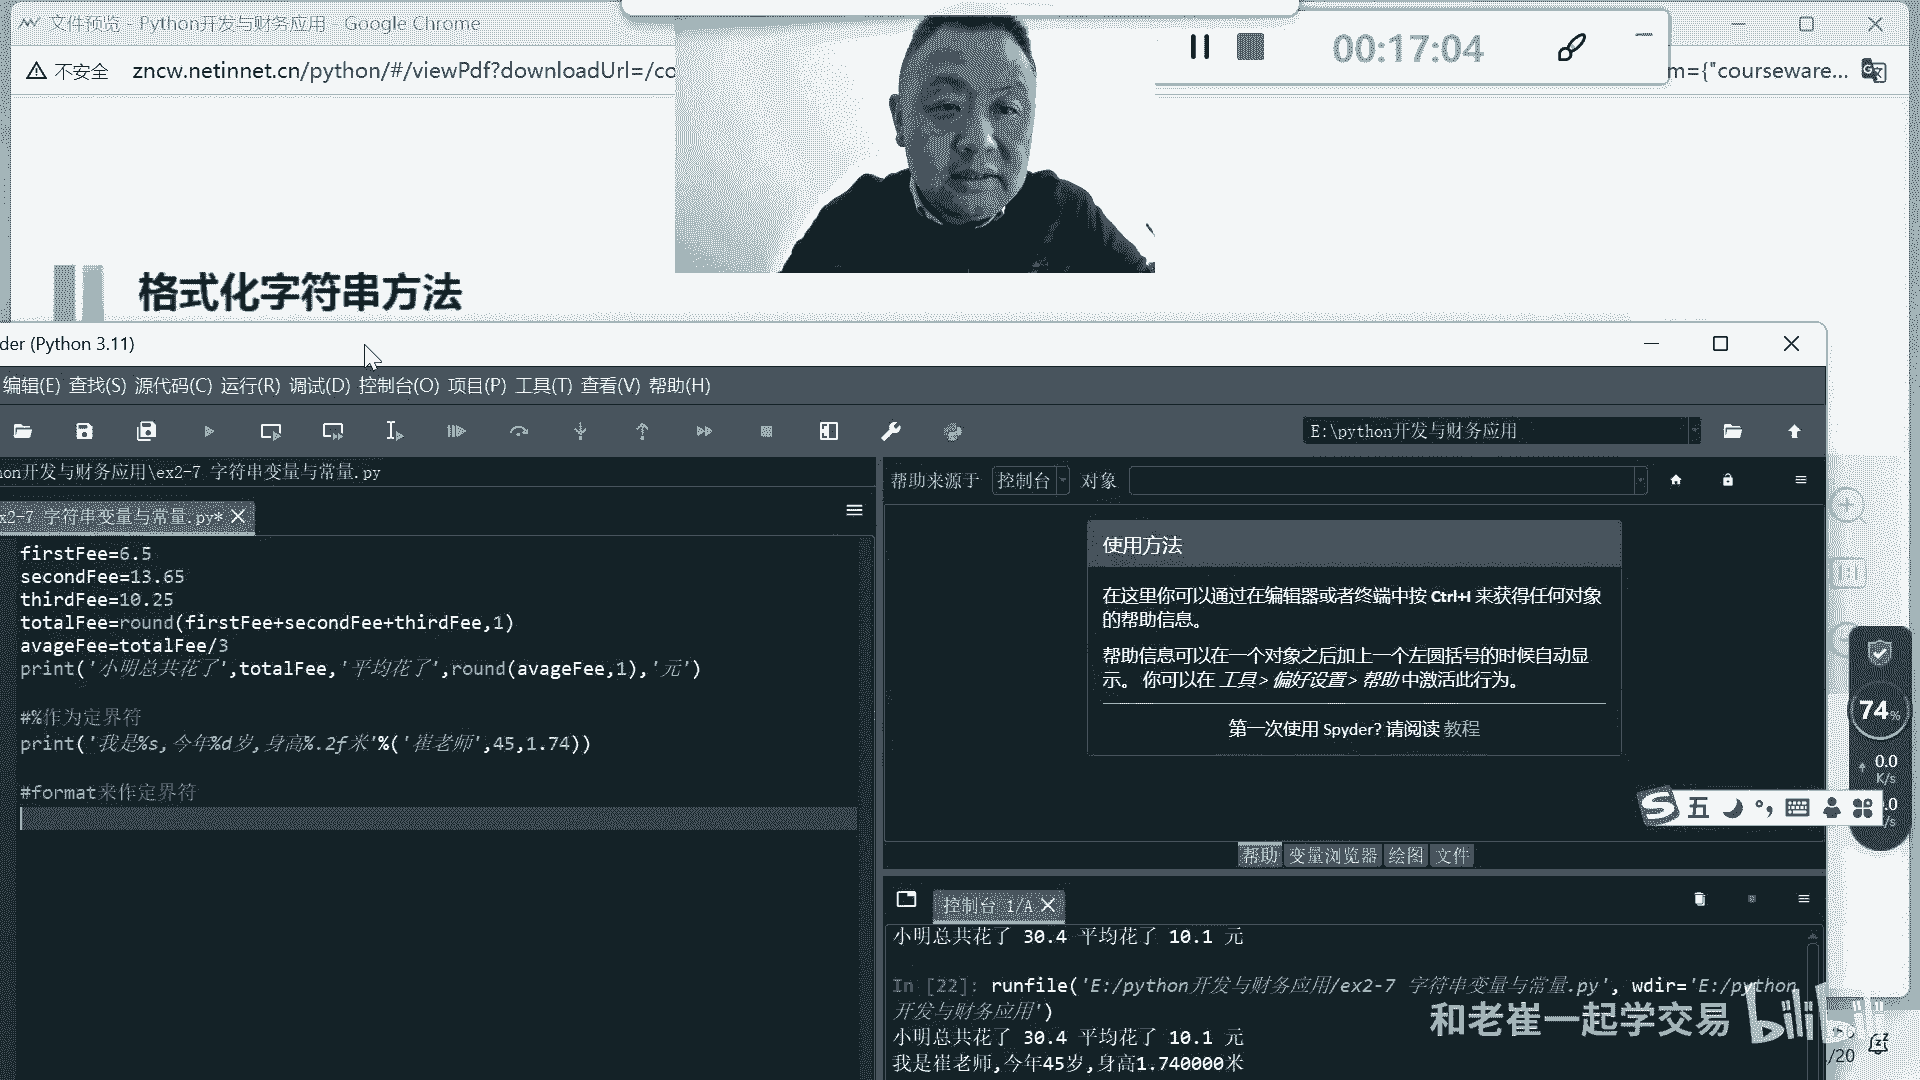 文件预览 - Python开发与财务应用 - Google Chrome
不安全 zncw.netinnet.cn/python/#/viewPdf?downloadUrl=/co
m={"courseware...
00:17:04
格式化字符串方法
der (Python 3.11)
编辑(E) 查找(S) 源代码(C) 运行(R) 调试(D) 控制台(O) 项目(P) 工具(T) 查看(V) 帮助(H)
E:\python开发与财务应用
on开发与财务应用\ex2-7 字符串变量与常量.py
x2-7 字符串变量与常量.py*
firstFee=6.5
secondFee=13.65
thirdFee=10.25
totalFee=round(firstFee+secondFee+thirdFee,1)
avageFee=totalFee/3
print('小明总共花了',totalFee,'平均花了',round(avageFee,1),'元')
#%作为定界符
print('我是%s,今年%d岁,身高%.2f米'%('崔老师',45,1.74))
#format来作定界符
帮助来源于 控制台 对象
使用方法
在这里你可以通过在编辑器或者终端中按 Ctrl+I 来获得任何对象
的帮助信息。
帮助信息可以在一个对象之后加上一个左圆括号的时候自动显
示。 你可以在 工具 > 偏好设置 > 帮助 中激活此行为。
第一次使用 Spyder? 请阅读 教程
帮助 变量浏览器 绘图 文件
控制台 1/A
小明总共花了 30.4 平均花了 10.1 元
In [22]: runfile('E:/python开发与财务应用/ex2-7 字符串变量与常量.py', wdir='E:/python
开发与财务应用')
小明总共花了 30.4 平均花了 10.1 元
我是崔老师,今年45岁,身高1.740000米
1:1
74%
0.0
K/s
五
和老崔一起学交易
bilibili
/20